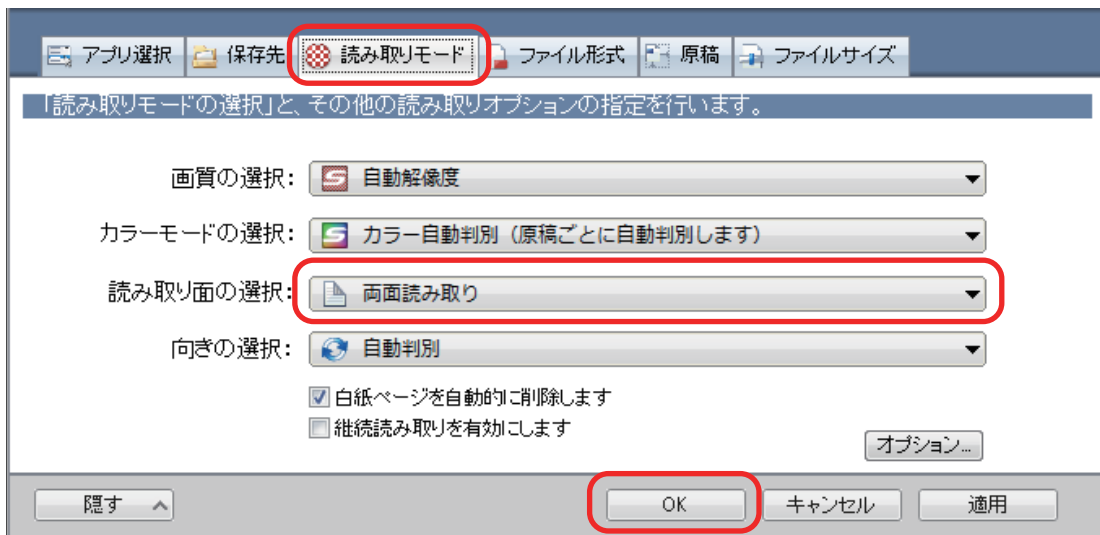 アプリ選択 保存先 読み取りモード ファイル形式 原稿 ファイルサイズ
「読み取りモードの選択」と、その他の読み取りオプションの指定を行います。
画質の選択： 自動解像度
カラーモードの選択： カラー自動判別（原稿ごとに自動判別します）
読み取り面の選択： 両面読み取り
向きの選択： 自動判別
白紙ページを自動的に削除します
継続読み取りを有効にします
オプション...
隠す OK キャンセル 適用